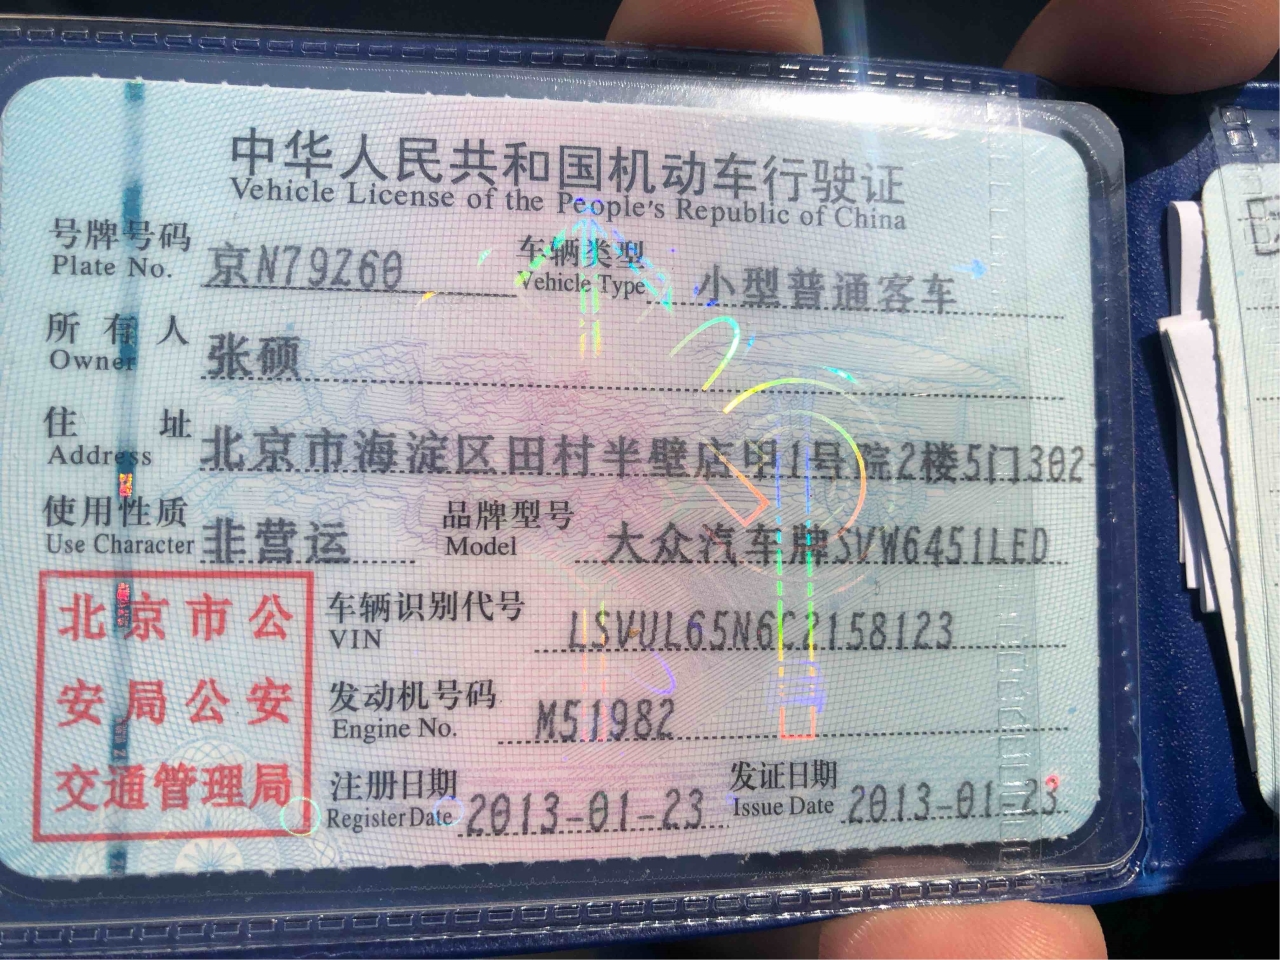 中华人民共和国机动车行驶证
Vehicle License of the People's Republic of China
号牌号码 京N79Z60 车辆类型 小型普通客车
Plate No. Vehicle Type
所有人 张硕
Owner
住址 北京市海淀区田村半壁店甲1号院2楼5门302
Address
使用性质 非营运 品牌型号 大众汽车牌SVW6451LED
Use Character Model
北京市公
安局公安
交通管理局
车辆识别代号 LSVUL65N6C2158123
VIN
发动机号码 M51982
Engine No.
注册日期 2013-01-23 发证日期 2013-01-23
Register Date Issue Date